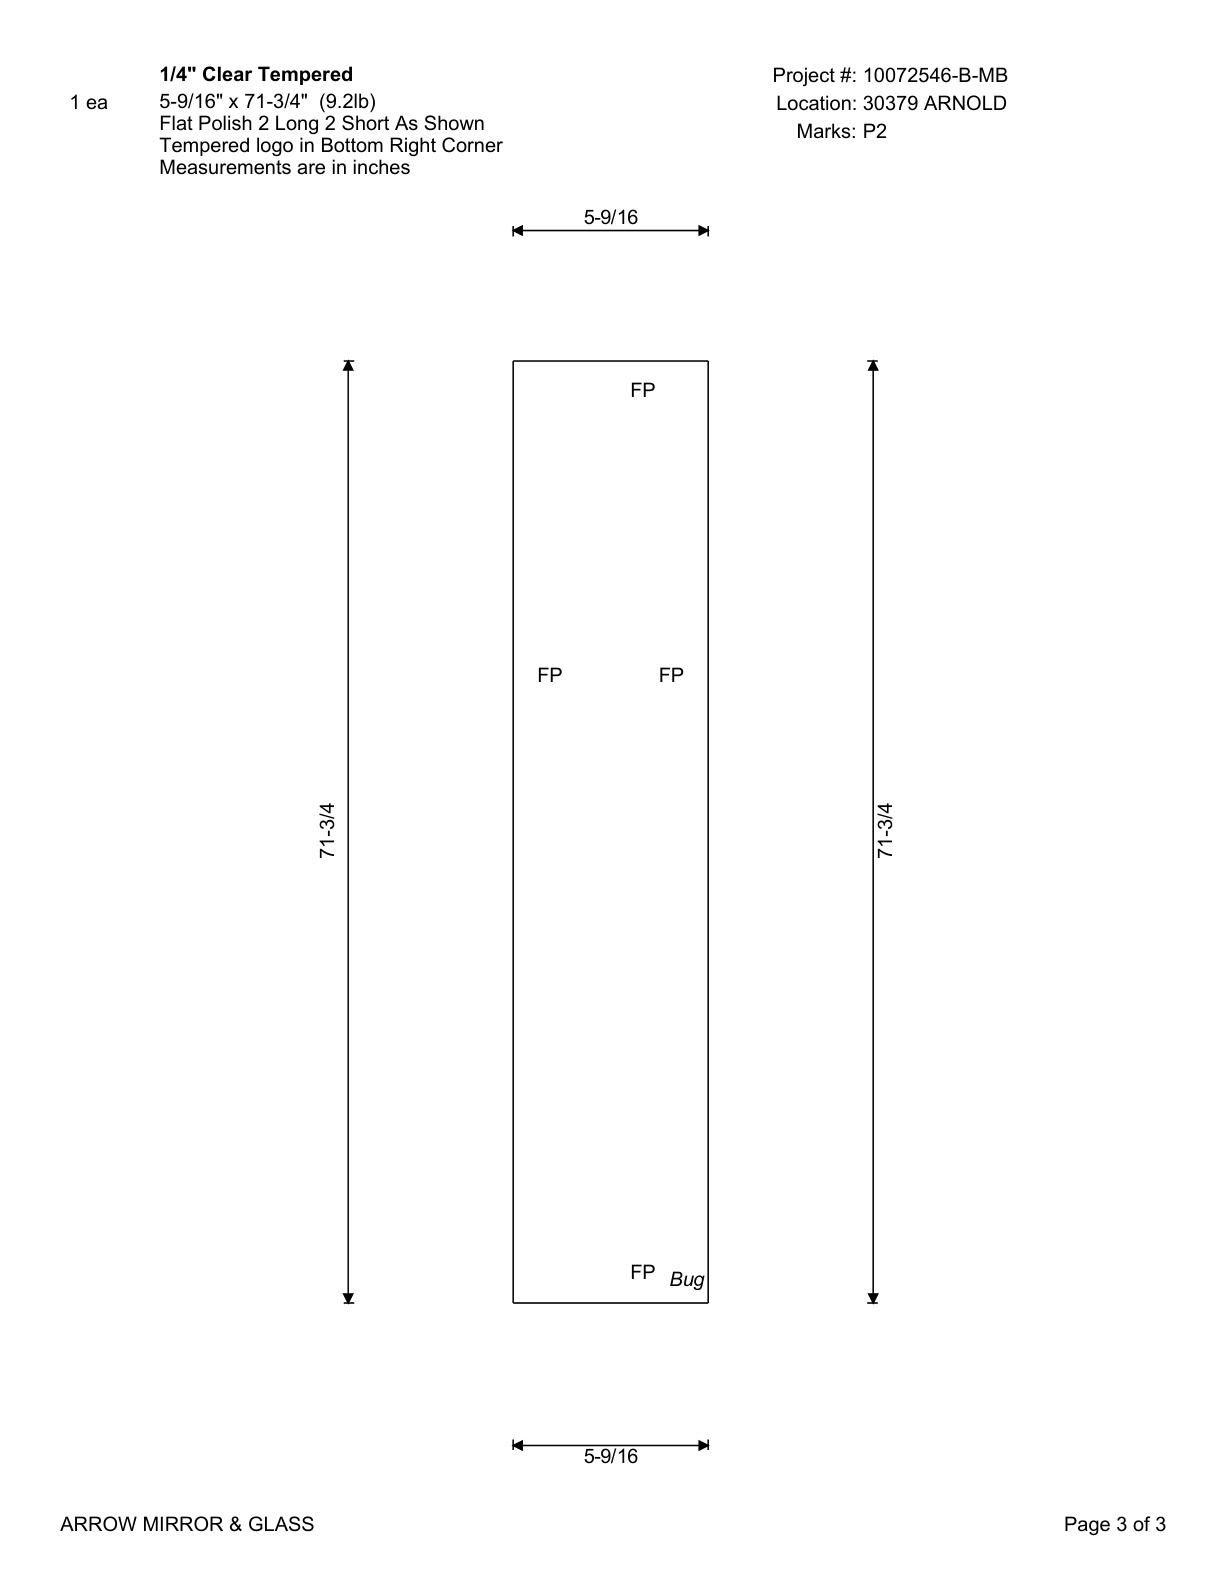 1/4" Clear Tempered
1 ea
5-9/16" x 71-3/4" (9.2lb)
Flat Polish 2 Long 2 Short As Shown
Tempered logo in Bottom Right Corner
Measurements are in inches
Project #: 10072546-B-MB
Location: 30379 ARNOLD
Marks: P2
5-9/16
FP
FP
FP
71-3/4
71-3/4
FP
Bug
5-9/16
ARROW MIRROR & GLASS
Page 3 of 3